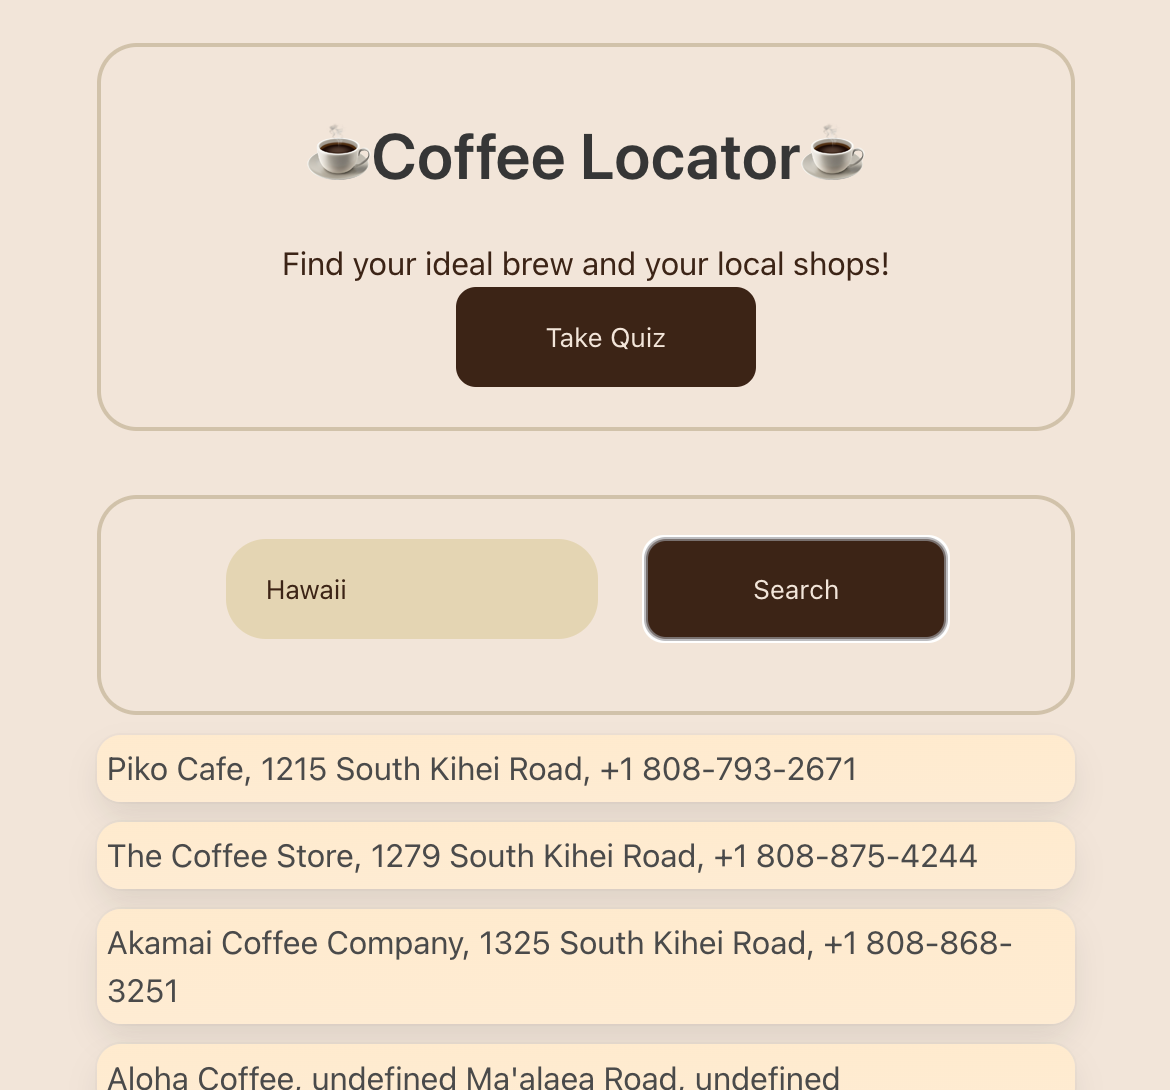 ☕Coffee Locator☕
Find your ideal brew and your local shops!
Take Quiz
Hawaii
Search
Piko Cafe, 1215 South Kihei Road, +1 808-793-2671
The Coffee Store, 1279 South Kihei Road, +1 808-875-4244
Akamai Coffee Company, 1325 South Kihei Road, +1 808-868-
3251
Aloha Coffee, undefined Ma'alaea Road, undefined